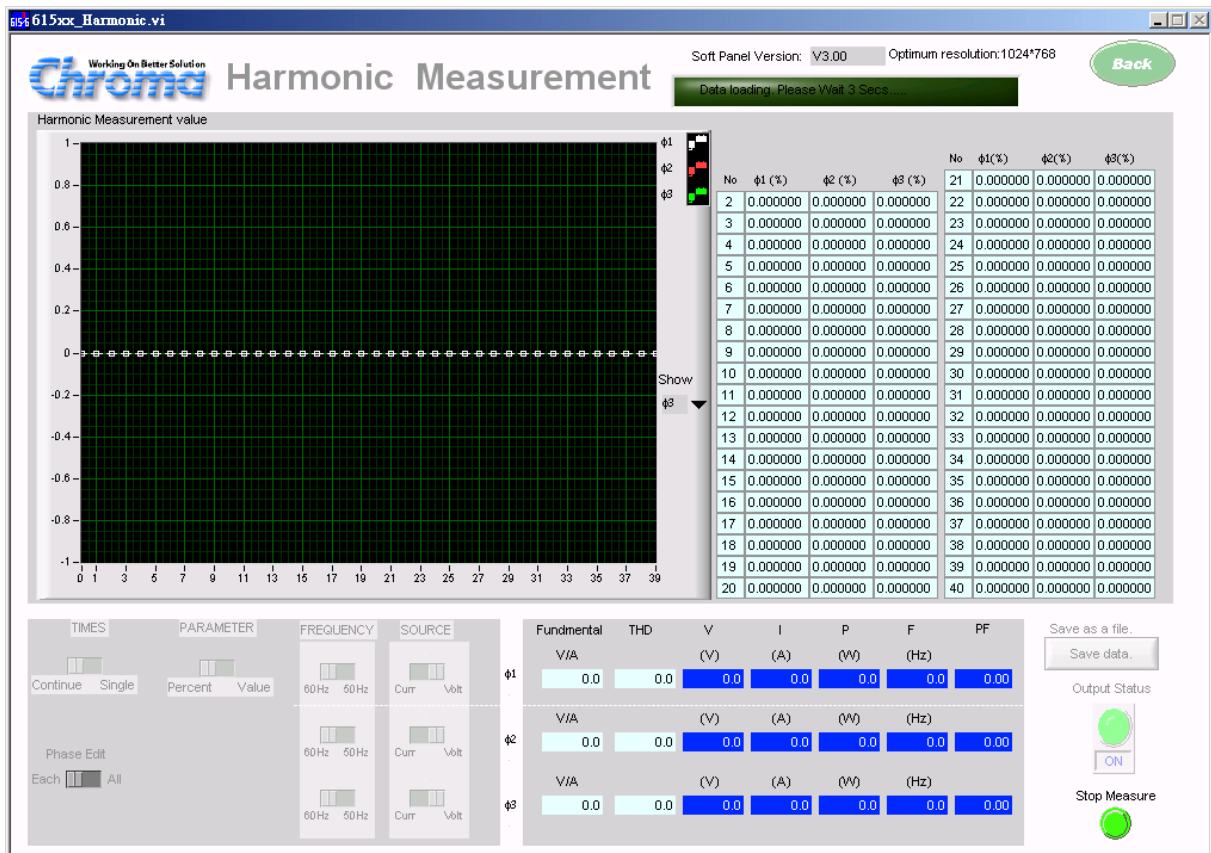 615xx_Harmonic.vi
Working On Better Solution
Chroma
Harmonic Measurement
Soft Panel Version: V3.00 Optimum resolution:1024*768
Back
Data loading. Please Wait 3 Secs.....
Harmonic Measurement value
1
0.8
0.6
0.4
0.2
0
-0.2
-0.4
-0.6
-0.8
-1
0 1 3 5 7 9 11 13 15 17 19 21 23 25 27 29 31 33 35 37 39
ϕ1
ϕ2
ϕ3
Show
ϕ3
No ϕ1 (%) ϕ2 (%) ϕ3 (%)
2 0.000000 0.000000 0.000000
3 0.000000 0.000000 0.000000
4 0.000000 0.000000 0.000000
5 0.000000 0.000000 0.000000
6 0.000000 0.000000 0.000000
7 0.000000 0.000000 0.000000
8 0.000000 0.000000 0.000000
9 0.000000 0.000000 0.000000
10 0.000000 0.000000 0.000000
11 0.000000 0.000000 0.000000
12 0.000000 0.000000 0.000000
13 0.000000 0.000000 0.000000
14 0.000000 0.000000 0.000000
15 0.000000 0.000000 0.000000
16 0.000000 0.000000 0.000000
17 0.000000 0.000000 0.000000
18 0.000000 0.000000 0.000000
19 0.000000 0.000000 0.000000
20 0.000000 0.000000 0.000000
No ϕ1(%) ϕ2(%) ϕ3(%)
21 0.000000 0.000000 0.000000
22 0.000000 0.000000 0.000000
23 0.000000 0.000000 0.000000
24 0.000000 0.000000 0.000000
25 0.000000 0.000000 0.000000
26 0.000000 0.000000 0.000000
27 0.000000 0.000000 0.000000
28 0.000000 0.000000 0.000000
29 0.000000 0.000000 0.000000
30 0.000000 0.000000 0.000000
31 0.000000 0.000000 0.000000
32 0.000000 0.000000 0.000000
33 0.000000 0.000000 0.000000
34 0.000000 0.000000 0.000000
35 0.000000 0.000000 0.000000
36 0.000000 0.000000 0.000000
37 0.000000 0.000000 0.000000
38 0.000000 0.000000 0.000000
39 0.000000 0.000000 0.000000
40 0.000000 0.000000 0.000000
TIMES PARAMETER FREQUENCY SOURCE
Continue Single Percent Value 60Hz 50Hz Curr Volt
60Hz 50Hz Curr Volt
Phase Edit
Each All
60Hz 50Hz Curr Volt
Fundmental THD V I P F PF
V/A (V) (A) (W) (Hz)
ϕ1 0.0 0.0 0.0 0.0 0.0 0.0 0.00
V/A (V) (A) (W) (Hz)
ϕ2 0.0 0.0 0.0 0.0 0.0 0.0 0.00
V/A (V) (A) (W) (Hz)
ϕ3 0.0 0.0 0.0 0.0 0.0 0.0 0.00
Save as a file.
Save data.
Output Status
ON
Stop Measure